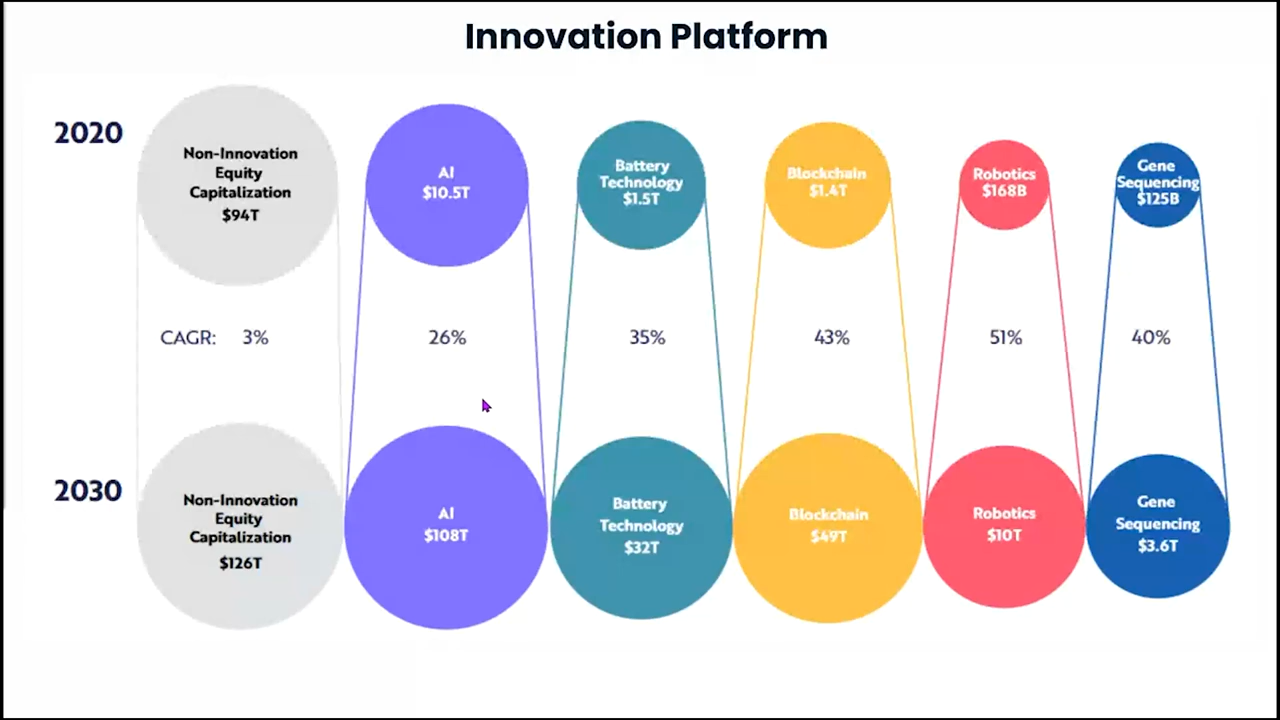 Innovation Platform
2020
Non-Innovation
Equity
Capitalization
$94T
AI
$10.5T
Battery
Technology
$1.5T
Blockchain
$1.4T
Robotics
$168B
Gene
Sequencing
$125B
CAGR: 3%
26%
35%
43%
51%
40%
2030
Non-Innovation
Equity
Capitalization
$126T
AI
$108T
Battery
Technology
$32T
Blockchain
$49T
Robotics
$10T
Gene
Sequencing
$3.6T